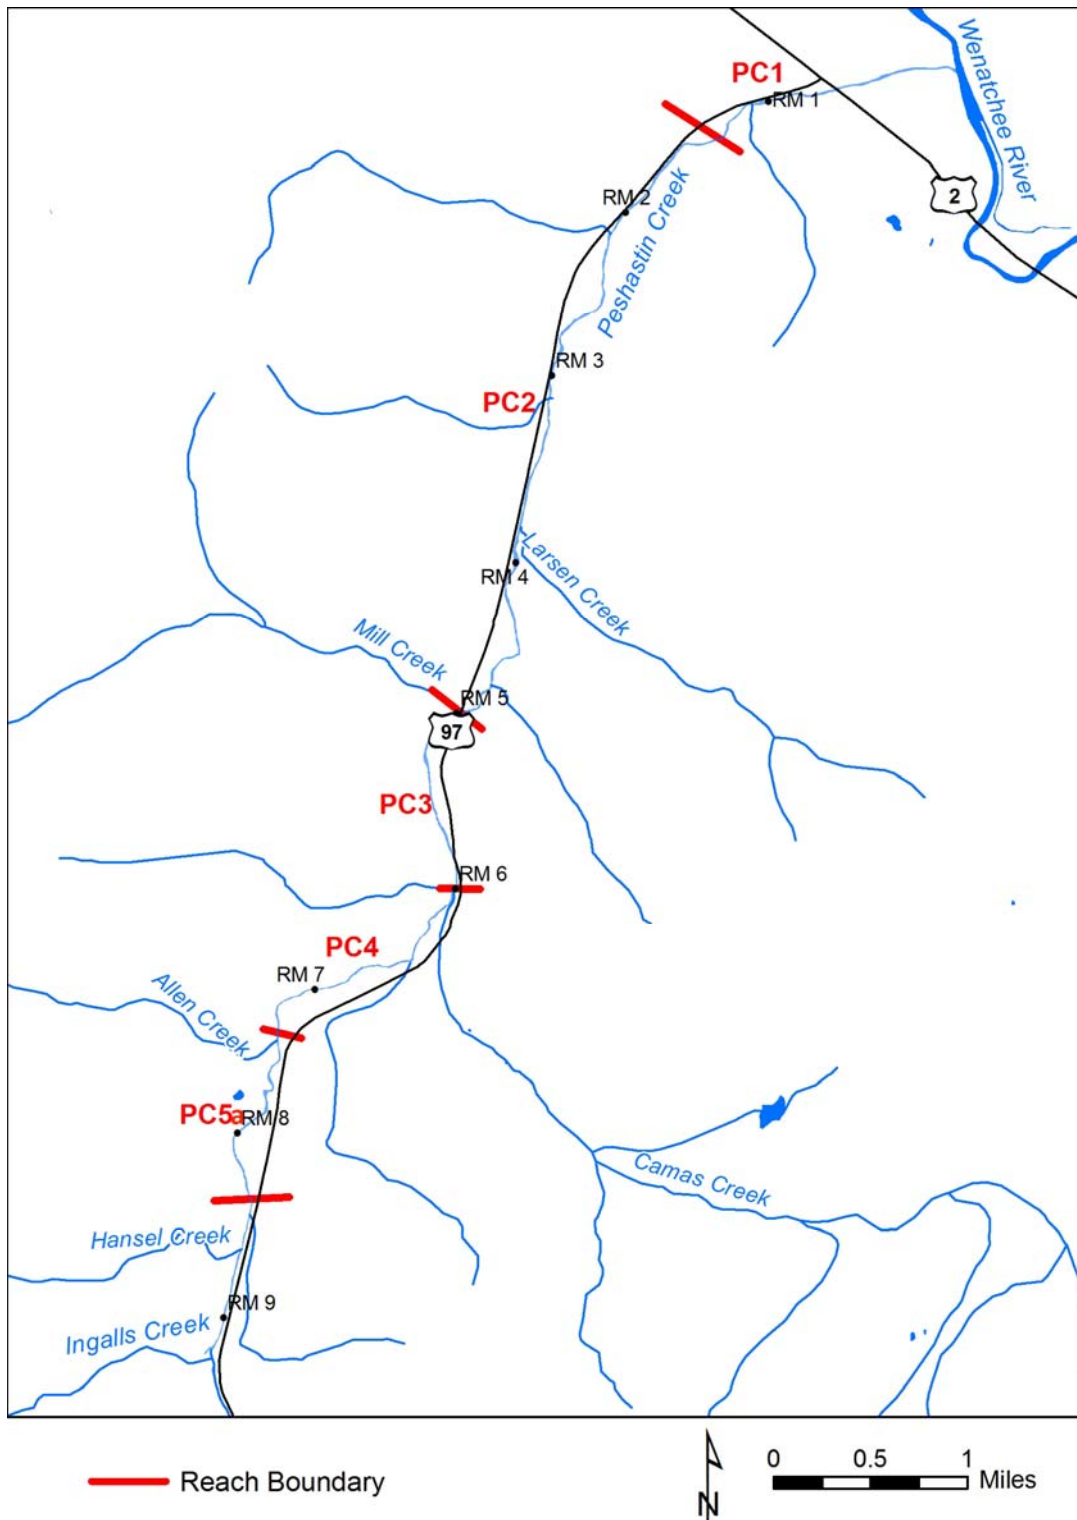 Wenatchee River
PC1
RM 1
2
RM 2
Peshastin Creek
RM 3
PC2
Larsen Creek
RM 4
Mill Creek
RM 5
97
PC3
RM 6
PC4
RM 7
Allen Creek
PC5a
RM 8
Camas Creek
Hansel Creek
RM 9
Ingalls Creek
Reach Boundary
N
0 0.5 1
Miles